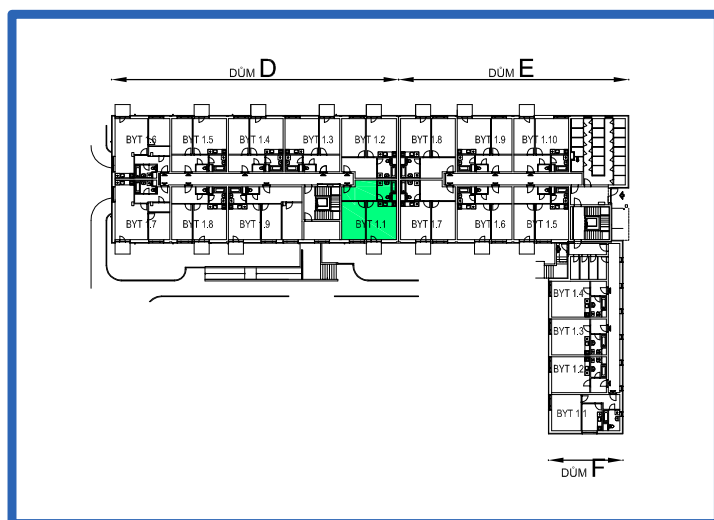 DŮM D DŮM E
BYT 1.6 BYT 1.5 BYT 1.4 BYT 1.3 BYT 1.2 BYT 1.8 BYT 1.9 BYT 1.10
BYT 1.7 BYT 1.8 BYT 1.9 BYT 1.1 BYT 1.7 BYT 1.6 BYT 1.5
BYT 1.4
BYT 1.3
BYT 1.2
BYT 1.1
DŮM F